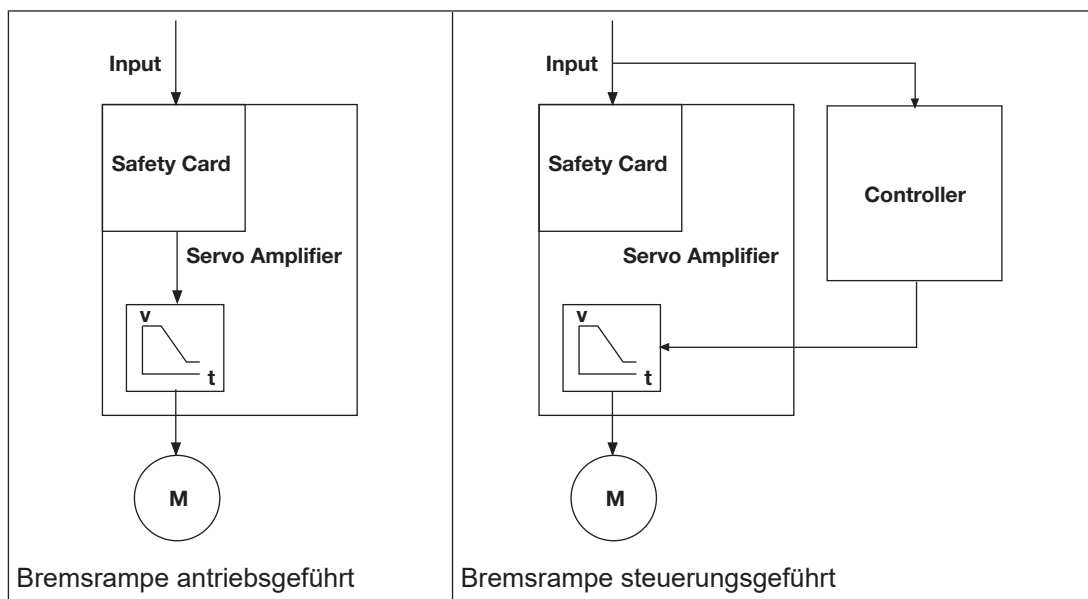 Input
Safety Card
Servo Amplifier
v
t
M
Bremsrampe antriebsgeführt
Input
Safety Card
Controller
Servo Amplifier
v
t
M
Bremsrampe steuerungsgeführt